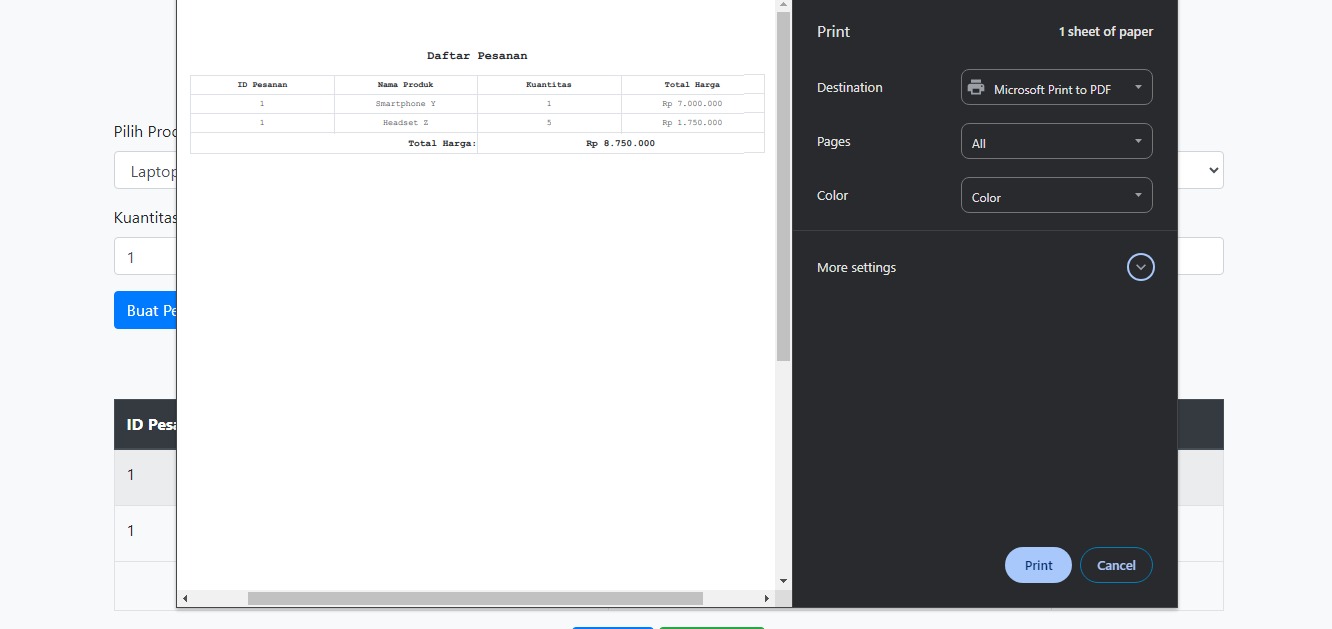 Print
1 sheet of paper
Destination
Microsoft Print to PDF
Pages
All
Color
Color
More settings
Print
Cancel
Daftar Pesanan
ID Pesanan Nama Produk Kuantitas Total Harga
1 Smartphone Y 1 Rp 7.000.000
1 Headset Z 5 Rp 1.750.000
Total Harga: Rp 8.750.000
Pilih Proc
Laptop
Kuantitas
1
Buat Pe
ID Pesa
1
1